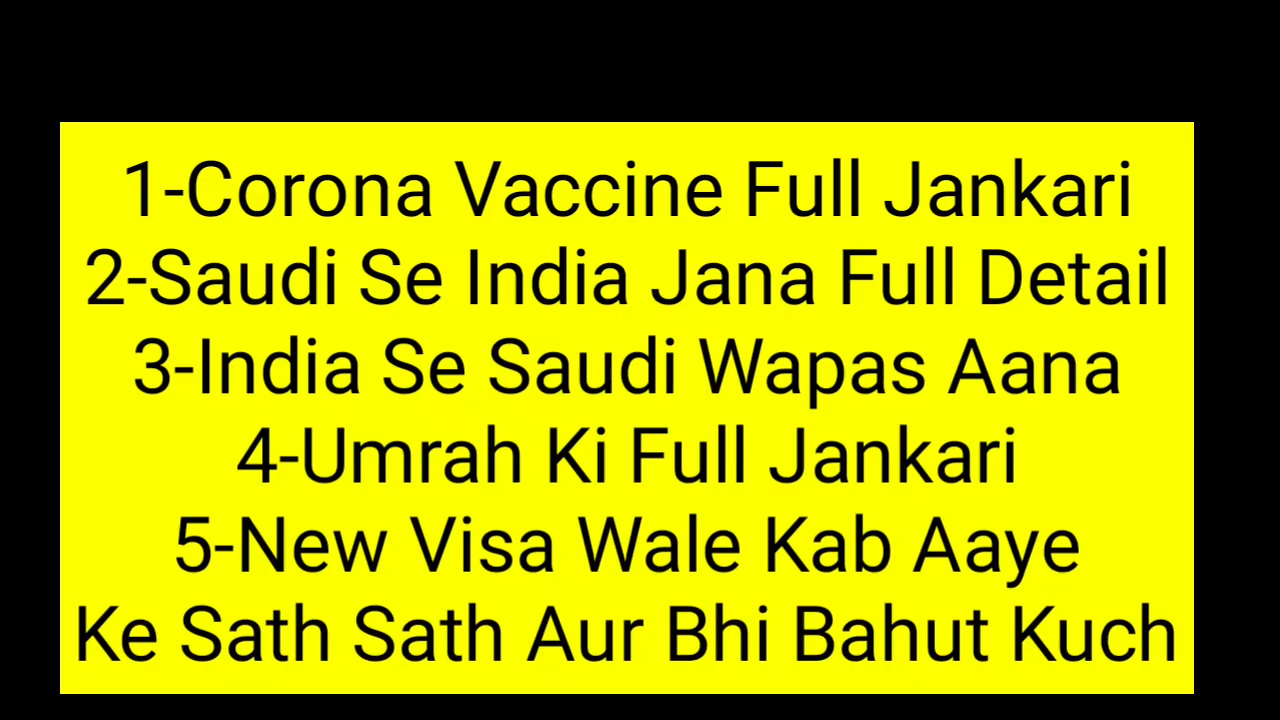 1-Corona Vaccine Full Jankari
2-Saudi Se India Jana Full Detail
3-India Se Saudi Wapas Aana
4-Umrah Ki Full Jankari
5-New Visa Wale Kab Aaye
Ke Sath Sath Aur Bhi Bahut Kuch